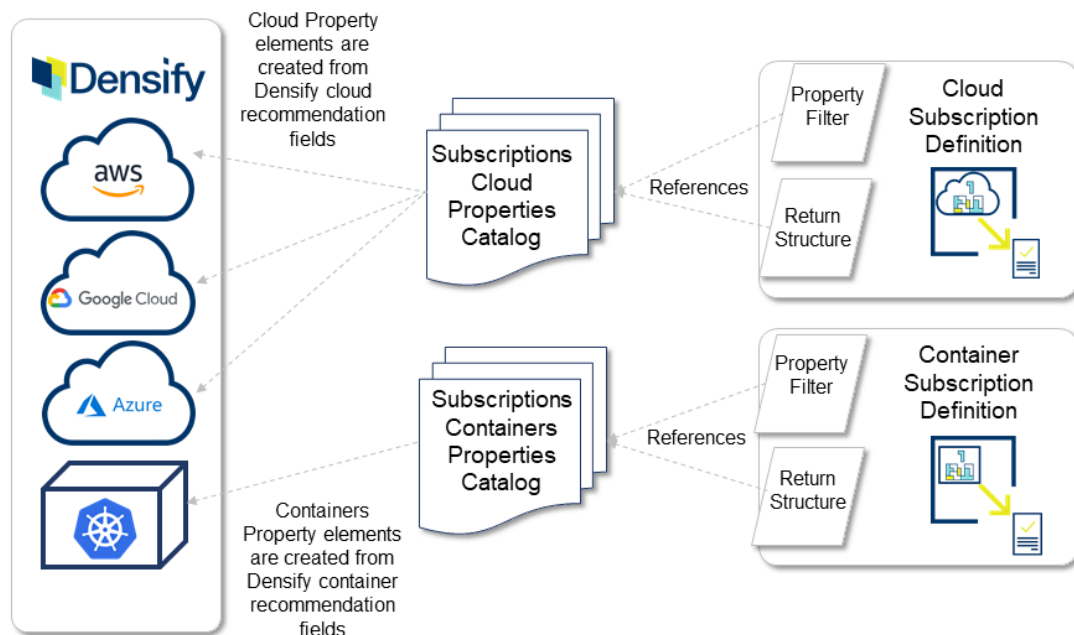 Densify
aws
Google Cloud
Azure
Cloud Property
elements are
created from
Densify cloud
recommendation
fields
Subscriptions
Cloud
Properties
Catalog
References
Property
Filter
Return
Structure
Cloud
Subscription
Definition
Containers
Property elements
are created from
Densify container
recommendation
fields
Subscriptions
Containers
Properties
Catalog
References
Property
Filter
Return
Structure
Container
Subscription
Definition